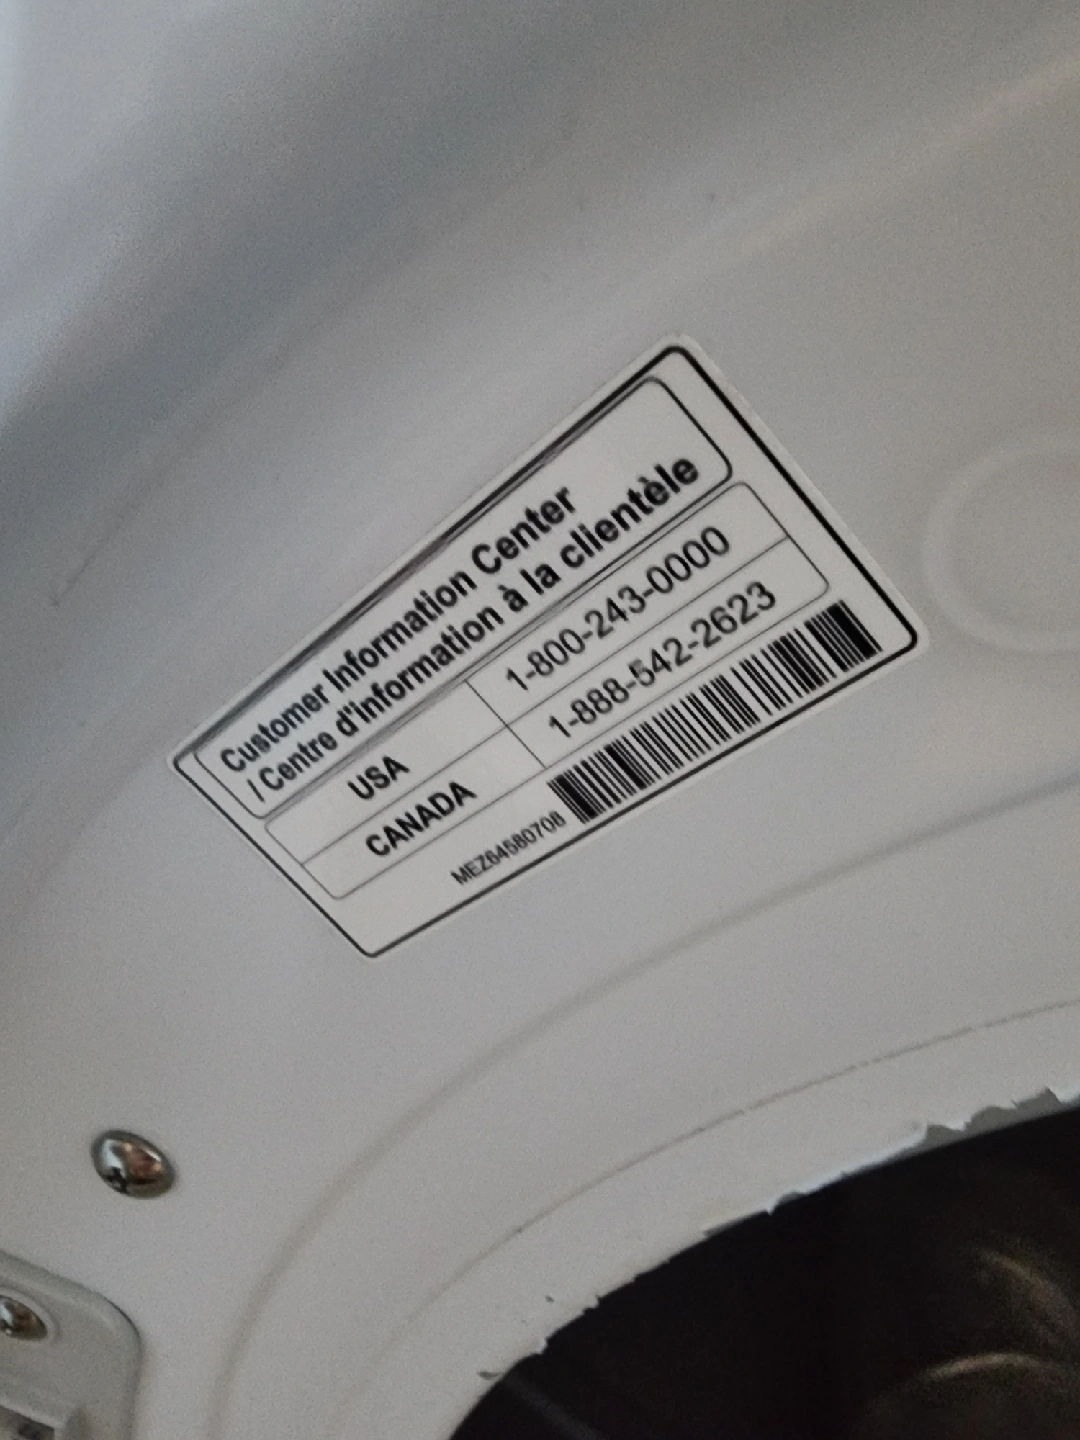 Customer Information Center
/ Centre d'information à la clientèle
USA 1-800-243-0000
CANADA 1-888-542-2623
MEZ64580708